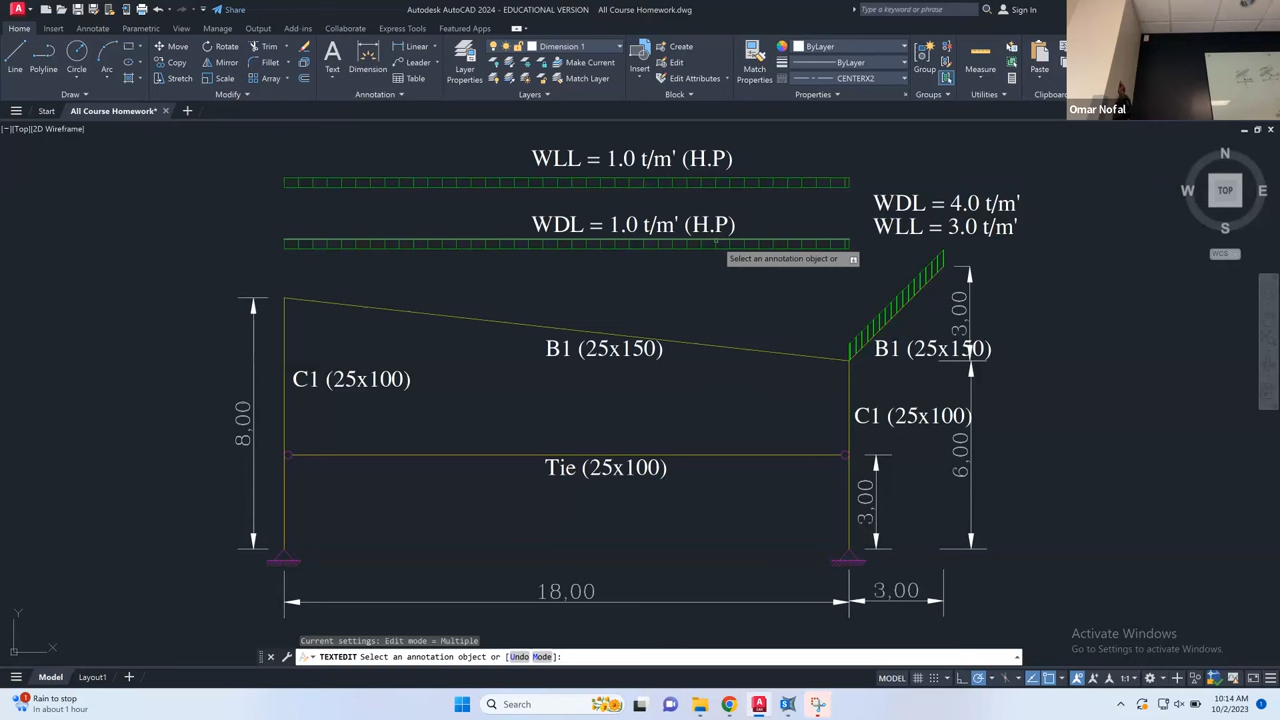 Share
Autodesk AutoCAD 2024 - EDUCATIONAL VERSION All Course Homework.dwg
Type a keyword or phrase
Sign In
Home Insert Annotate Parametric View Manage Output Add-ins Collaborate Express Tools Featured Apps
Line Polyline Circle Arc
Move Rotate Trim
Copy Mirror Fillet
Stretch Scale Array
Text Dimension
Linear
Leader
Table
Layer Properties
Dimension 1
Make Current
Match Layer
Insert
Create
Edit
Edit Attributes
Match Properties
ByLayer
ByLayer
CENTERX2
Group
Measure
Paste
Draw Modify Annotation Layers Block Properties Groups Utilities Clipboard
Omar Nofal
Start All Course Homework*
[−][Top][2D Wireframe]
WLL = 1.0 t/m' (H.P)
WDL = 1.0 t/m' (H.P)
WDL = 4.0 t/m'
WLL = 3.0 t/m'
Select an annotation object or
N
W TOP E
S
WCS
3,00
B1 (25x150)
B1 (25x150)
C1 (25x100)
C1 (25x100)
8,00
6,00
Tie (25x100)
3,00
18,00
3,00
Y
X
Activate Windows
Go to Settings to activate Windows.
Current settings: Edit mode = Multiple
TEXTEDIT Select an annotation object or [Undo Mode]:
Model Layout1
MODEL
1:1
Rain to stop
In about 1 hour
Search
10:14 AM
10/2/2023